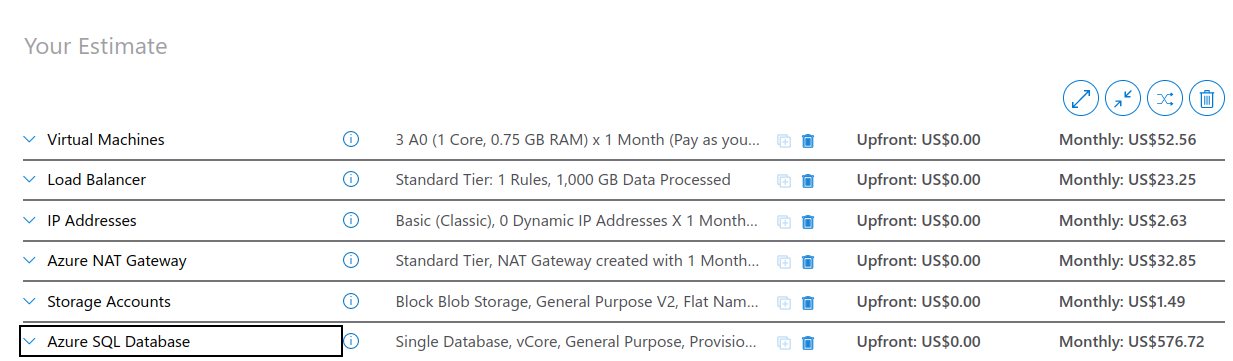 Your Estimate
Virtual Machines 3 A0 (1 Core, 0.75 GB RAM) x 1 Month (Pay as you... Upfront: US$0.00 Monthly: US$52.56
Load Balancer Standard Tier: 1 Rules, 1,000 GB Data Processed Upfront: US$0.00 Monthly: US$23.25
IP Addresses Basic (Classic), 0 Dynamic IP Addresses X 1 Month... Upfront: US$0.00 Monthly: US$2.63
Azure NAT Gateway Standard Tier, NAT Gateway created with 1 Month... Upfront: US$0.00 Monthly: US$32.85
Storage Accounts Block Blob Storage, General Purpose V2, Flat Nam... Upfront: US$0.00 Monthly: US$1.49
Azure SQL Database Single Database, vCore, General Purpose, Provisio... Upfront: US$0.00 Monthly: US$576.72